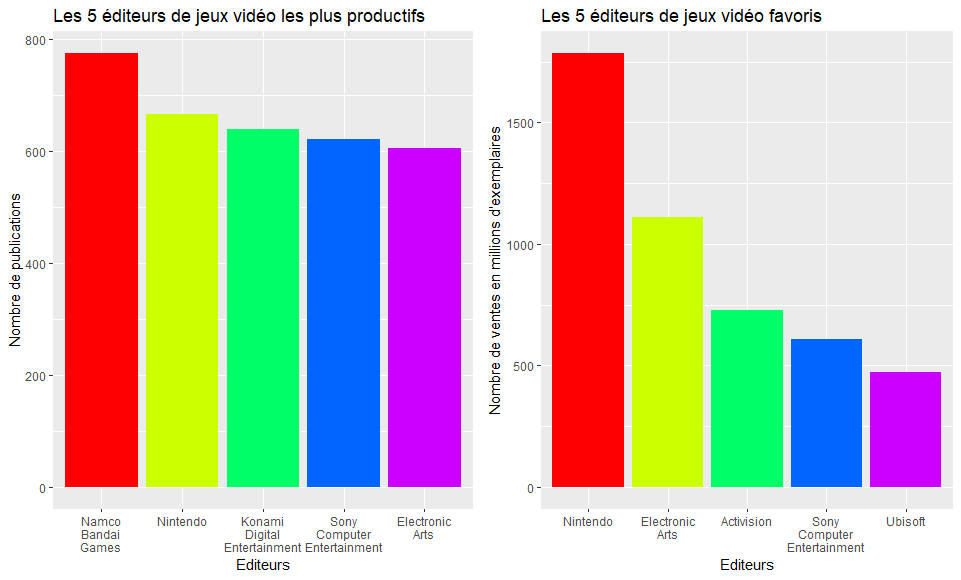 Les 5 éditeurs de jeux vidéo les plus productifs
Nombre de publications
800
600
400
200
0
Namco
Bandai
Games
Nintendo
Konami
Digital
Entertainment
Sony
Computer
Entertainment
Electronic
Arts
Editeurs
Les 5 éditeurs de jeux vidéo favoris
Nombre de ventes en millions d'exemplaires
1500
1000
500
0
Nintendo
Electronic
Arts
Activision
Sony
Computer
Entertainment
Ubisoft
Editeurs